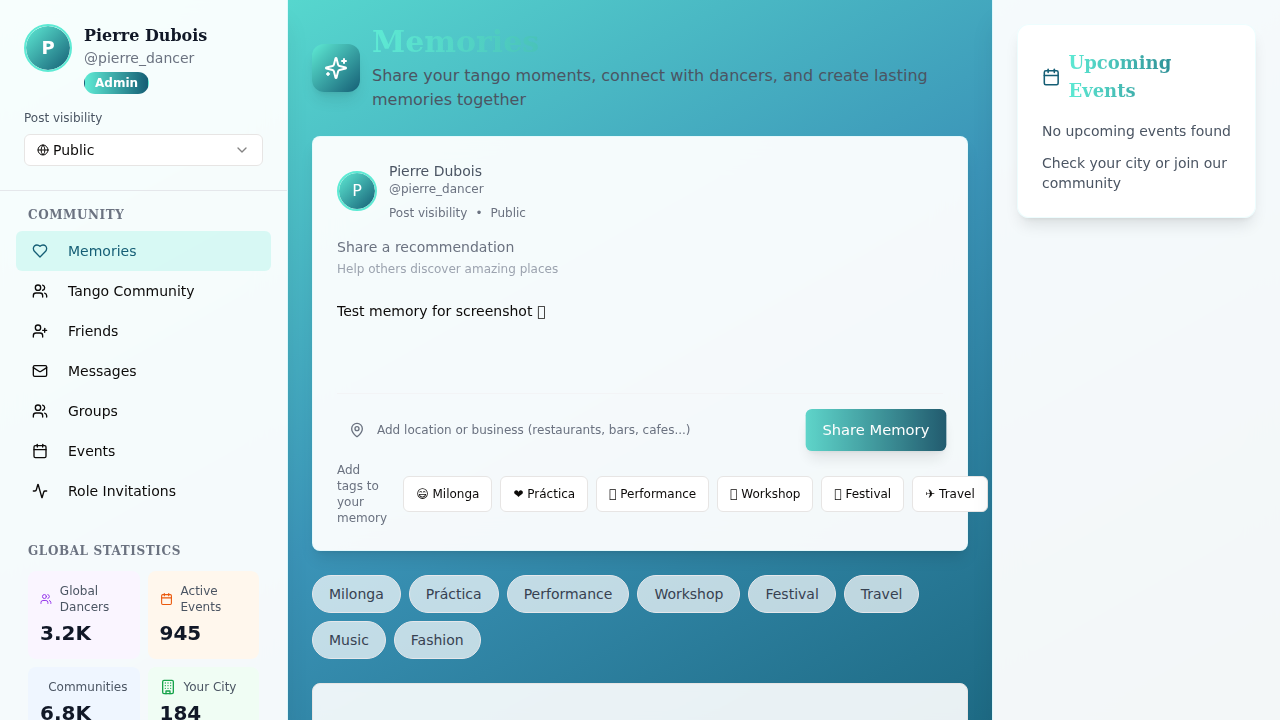 P
Pierre Dubois
@pierre_dancer
Admin
Post visibility
Public
COMMUNITY
Memories
Tango Community
Friends
Messages
Groups
Events
Role Invitations
GLOBAL STATISTICS
Global
Dancers
3.2K
Active
Events
945
Communities
6.8K
Your City
184
Memories
Share your tango moments, connect with dancers, and create lasting
memories together
P
Pierre Dubois
@pierre_dancer
Post visibility • Public
Share a recommendation
Help others discover amazing places
Test memory for screenshot
Add location or business (restaurants, bars, cafes...)
Share Memory
Add
tags to
your
memory
😄 Milonga
❤ Práctica
Performance
Workshop
Festival
✈ Travel
Milonga
Práctica
Performance
Workshop
Festival
Travel
Music
Fashion
Upcoming
Events
No upcoming events found
Check your city or join our
community